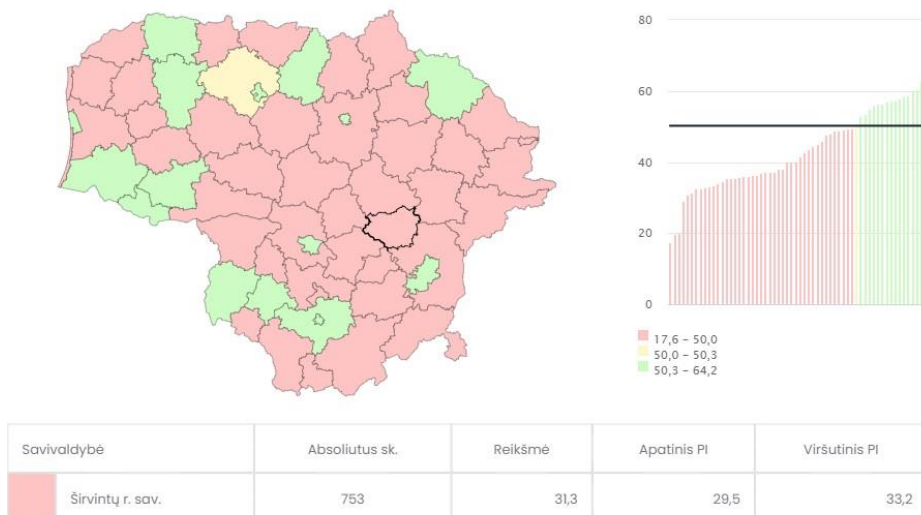 80
60
40
20
0
17,6 - 50,0
50,0 - 50,3
50,3 - 64,2
Savivaldybė Absoliutus sk. Reikšmė Apatinis PI Viršutinis PI
Širvintų r. sav. 753 31,3 29,5 33,2